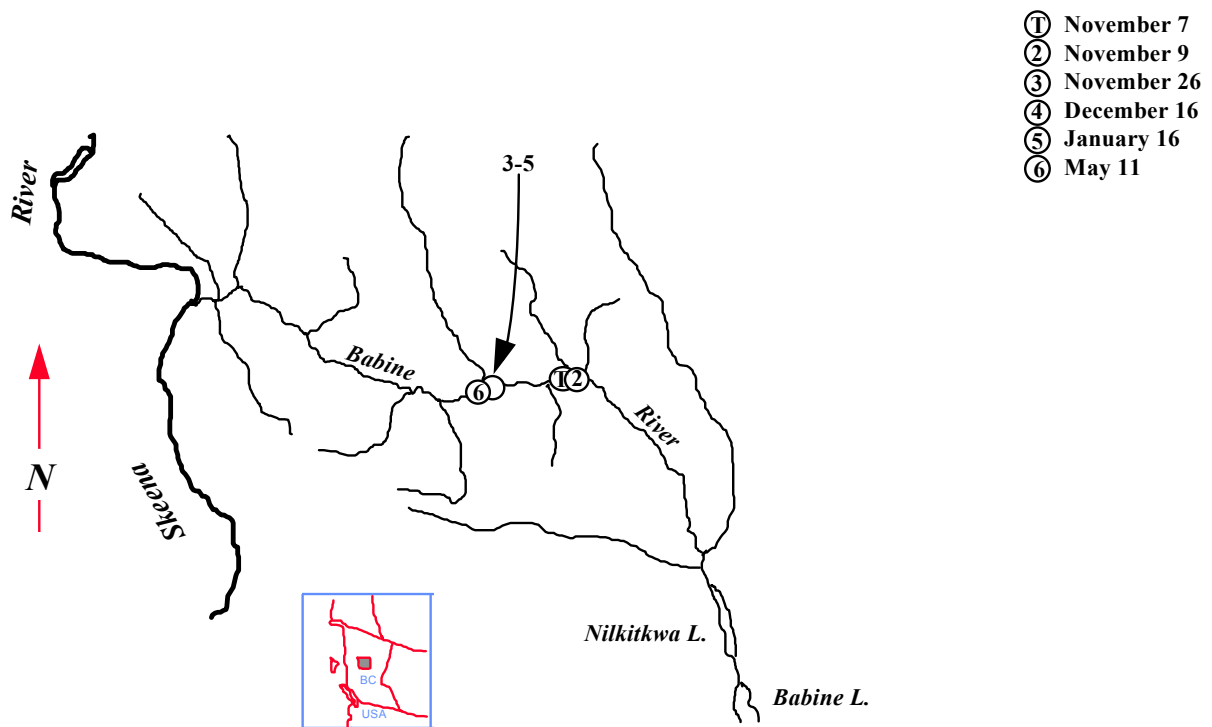 T November 7
2 November 9
3 November 26
4 December 16
5 January 16
6 May 11
3-5
River
Babine
6
T 2
River
N
Skeena
Nilkitkwa L.
Babine L.
BC
USA